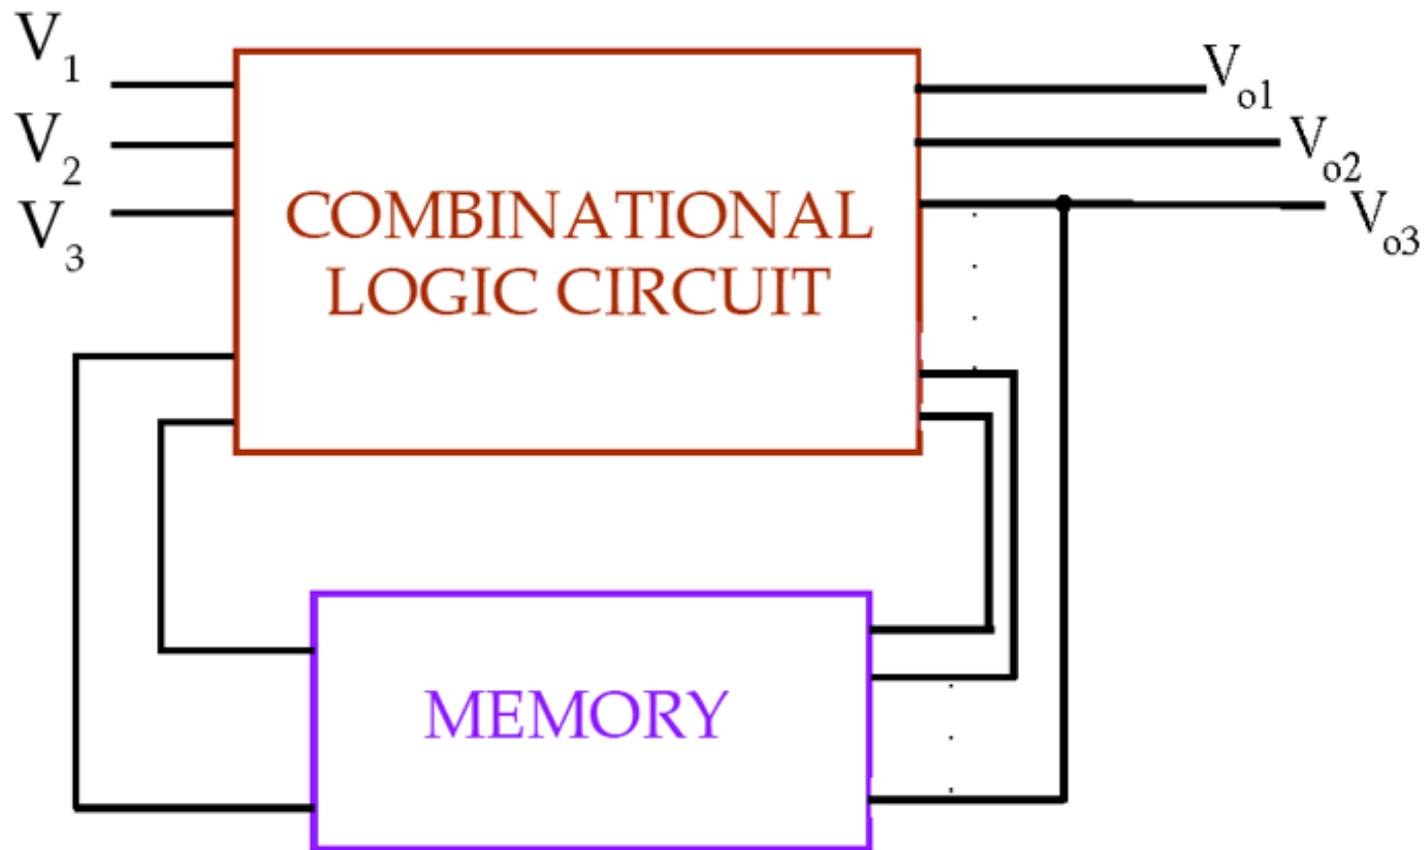 V1
V2
V3
COMBINATIONAL
LOGIC CIRCUIT
Vo1
Vo2
Vo3
MEMORY